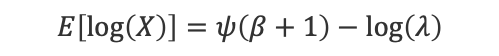 E[log(X)] = ψ(β + 1) − log(λ)